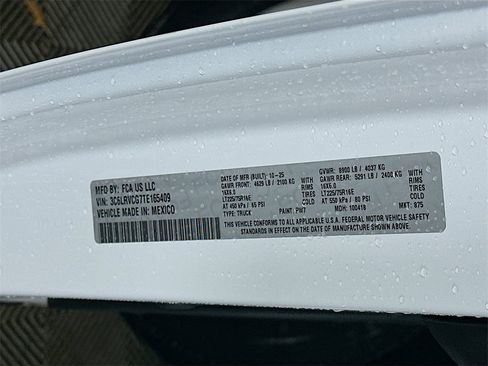 MFD BY: FCA US LLC
VIN: 3C6LRVCG7TE165409
VEHICLE MADE IN: MEXICO
DATE OF MFR (BUILT): 10-25 GVWR: 8900 LB / 4037 KG
GAWR FRONT: 4629 LB / 2100 KG WITH TIRES GAWR REAR: 5291 LB / 2400 KG WITH TIRES
16X6.0 RIMS 16X6.0 RIMS
LT225/75R16E LT225/75R16E
AT 450 kPa / 65 PSI COLD AT 550 kPa / 80 PSI COLD
TYPE: TRUCK PAINT: PW7 MDH: 100418 MKT: 875
THIS VEHICLE CONFORMS TO ALL APPLICABLE U.S.A. FEDERAL MOTOR VEHICLE SAFETY
STANDARDS IN EFFECT ON THE DATE OF MANUFACTURE SHOWN ABOVE.